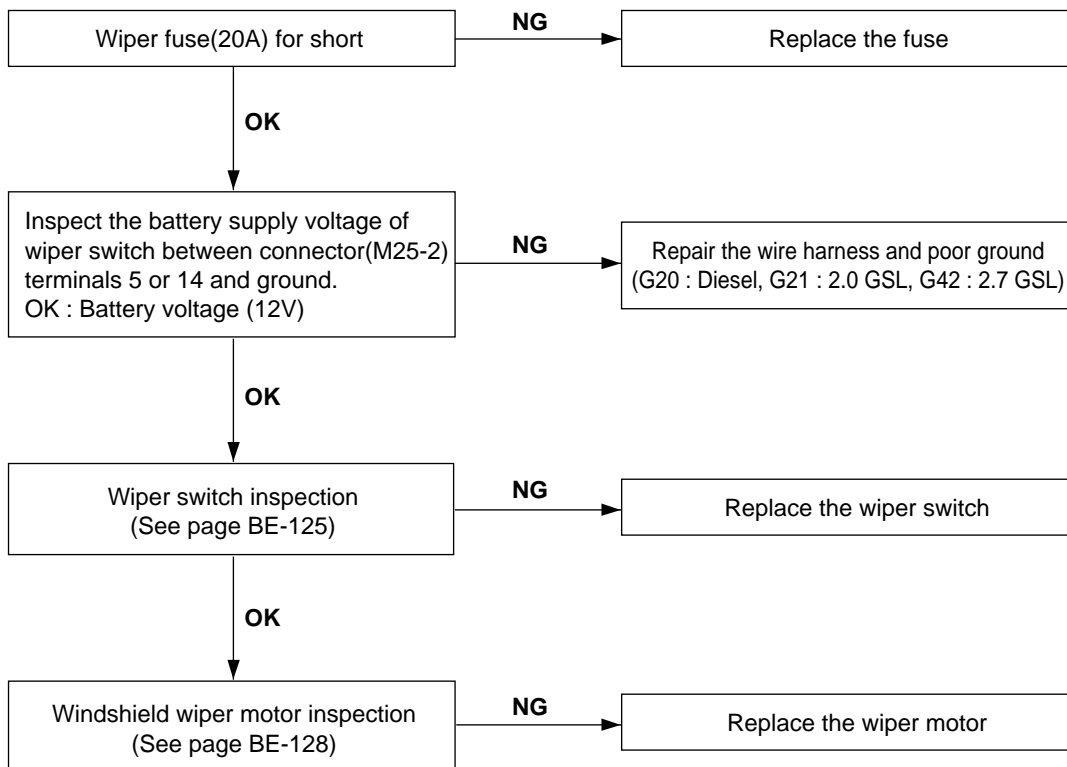 Wiper fuse(20A) for short
NG
Replace the fuse
OK
Inspect the battery supply voltage of
wiper switch between connector(M25-2)
terminals 5 or 14 and ground.
OK : Battery voltage (12V)
NG
Repair the wire harness and poor ground
(G20 : Diesel, G21 : 2.0 GSL, G42 : 2.7 GSL)
OK
Wiper switch inspection
(See page BE-125)
NG
Replace the wiper switch
OK
Windshield wiper motor inspection
(See page BE-128)
NG
Replace the wiper motor